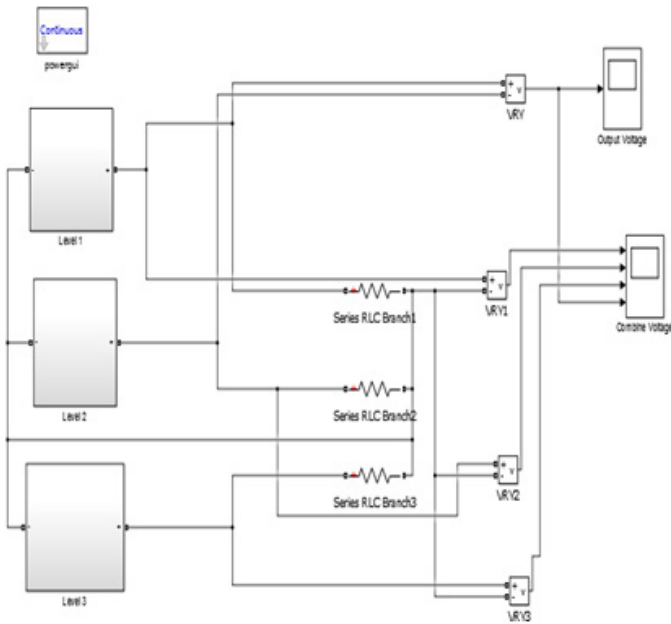 Continuous
powergui
+
-
v
VRY
Output Voltage
Level 1
+
-
v
VRY1
Combine Voltage
Series RLC Branch1
Level 2
Series RLC Branch2
+
-
v
VRY2
Series RLC Branch3
Level 3
+
-
v
VRY3